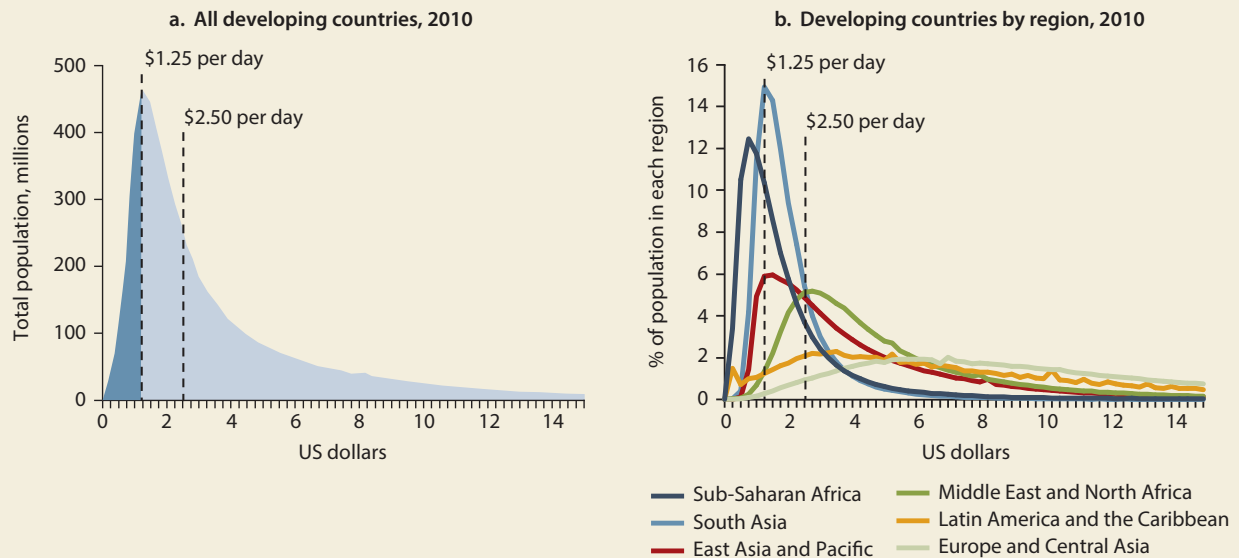 a. All developing countries, 2010
Total population, millions
500
400
300
200
100
0
$1.25 per day
$2.50 per day
0 2 4 6 8 10 12 14
US dollars
b. Developing countries by region, 2010
% of population in each region
16
14
12
10
8
6
4
2
0
$1.25 per day
$2.50 per day
0 2 4 6 8 10 12 14
US dollars
Sub-Saharan Africa
South Asia
East Asia and Pacific
Middle East and North Africa
Latin America and the Caribbean
Europe and Central Asia